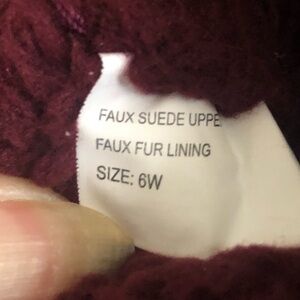 FAUX SUEDE UPPE
FAUX FUR LINING
SIZE: 6W